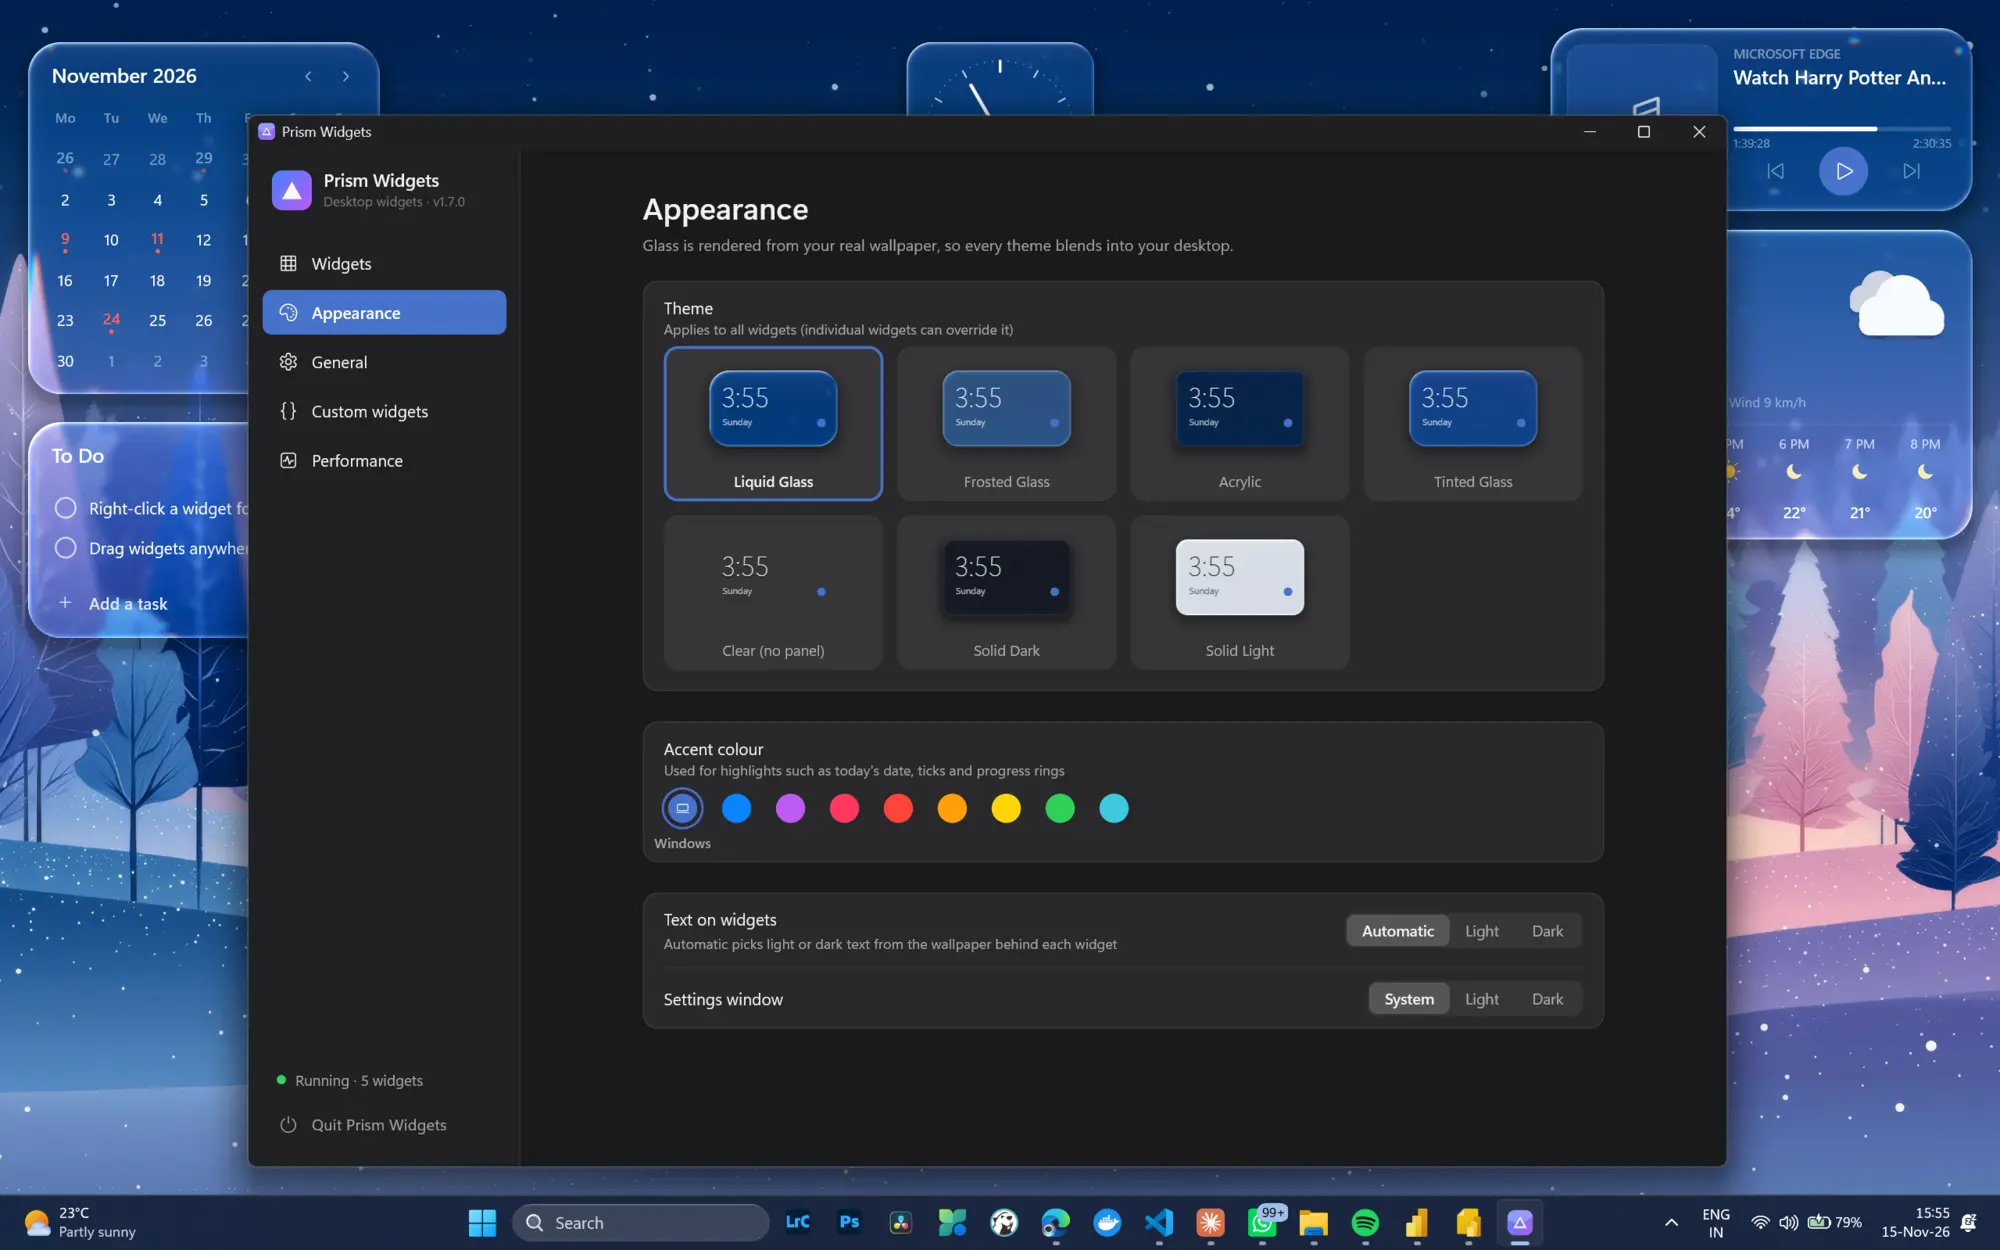 November 2026
Mo Tu We Th
26 27 28 29
2 3 4 5
9 10 11 12
16 17 18 19
23 24 25 26
30 1 2 3
To Do
Right-click a widget
Drag widgets
Add a task
MICROSOFT EDGE
Watch Harry Potter An...
1:39:28 2:30:35
Wind 9 km/h
6 PM 7 PM 8 PM
22° 21° 20°
Prism Widgets
Prism Widgets
Desktop widgets · v1.7.0
Widgets
Appearance
General
Custom widgets
Performance
Running · 5 widgets
Quit Prism Widgets
Appearance
Glass is rendered from your real wallpaper, so every theme blends into your desktop.
Theme
Applies to all widgets (individual widgets can override it)
3:55 3:55 3:55 3:55
Sunday Sunday Sunday Sunday
Liquid Glass Frosted Glass Acrylic Tinted Glass
3:55 3:55 3:55
Sunday Sunday Sunday
Clear (no panel) Solid Dark Solid Light
Accent colour
Used for highlights such as today's date, ticks and progress rings
Windows
Text on widgets
Automatic picks light or dark text from the wallpaper behind each widget
Automatic Light Dark
Settings window
System Light Dark
23°C
Partly sunny
Search
LrC Ps
99+
ENG
IN
79%
15:55
15-Nov-26